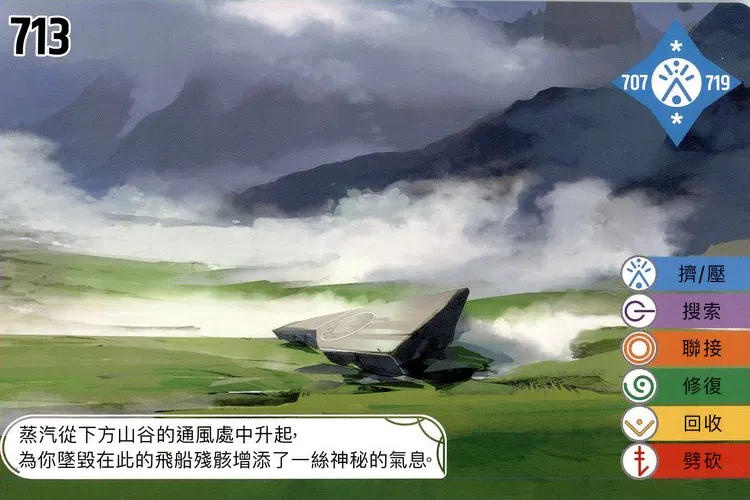 713
*
707
719
*
擠/壓
搜索
聯接
修復
回收
劈砍
蒸汽從下方山谷的通風處中升起,
為你墜毀在此的飛船殘骸增添了一絲神秘的氣息。